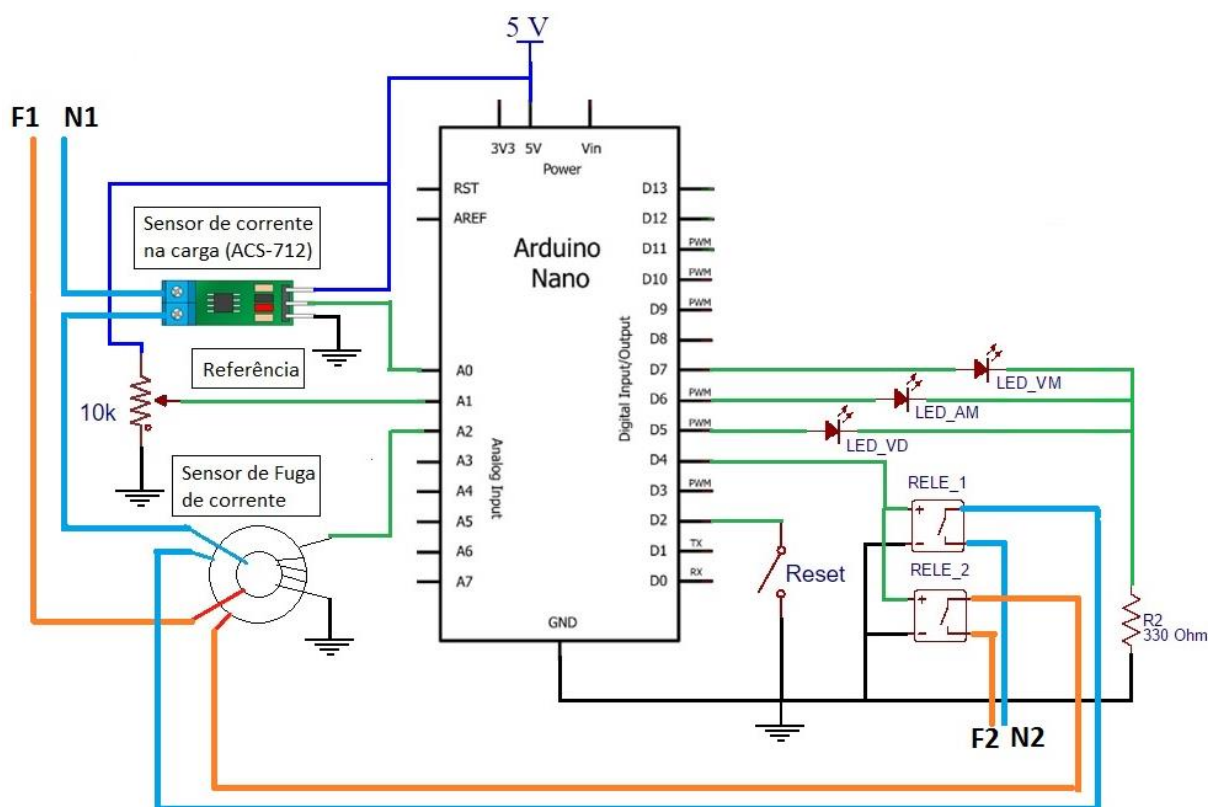 5 V
F1 N1
3V3 5V Vin
Power
RST
AREF
Arduino
Nano
D13
D12
PWM D11
PWM D10
PWM D9
D8
D7
PWM D6
PWM D5
D4
PWM D3
D2
TX D1
RX D0
Digital Input/Output
A0
A1
A2
A3
A4
A5
A6
A7
Analog Input
GND
Sensor de corrente
na carga (ACS-712)
Referência
10k
Sensor de Fuga
de corrente
LED_VM
LED_AM
LED_VD
RELE_1
+
-
RELE_2
+
-
Reset
R2
330 Ohm
F2 N2